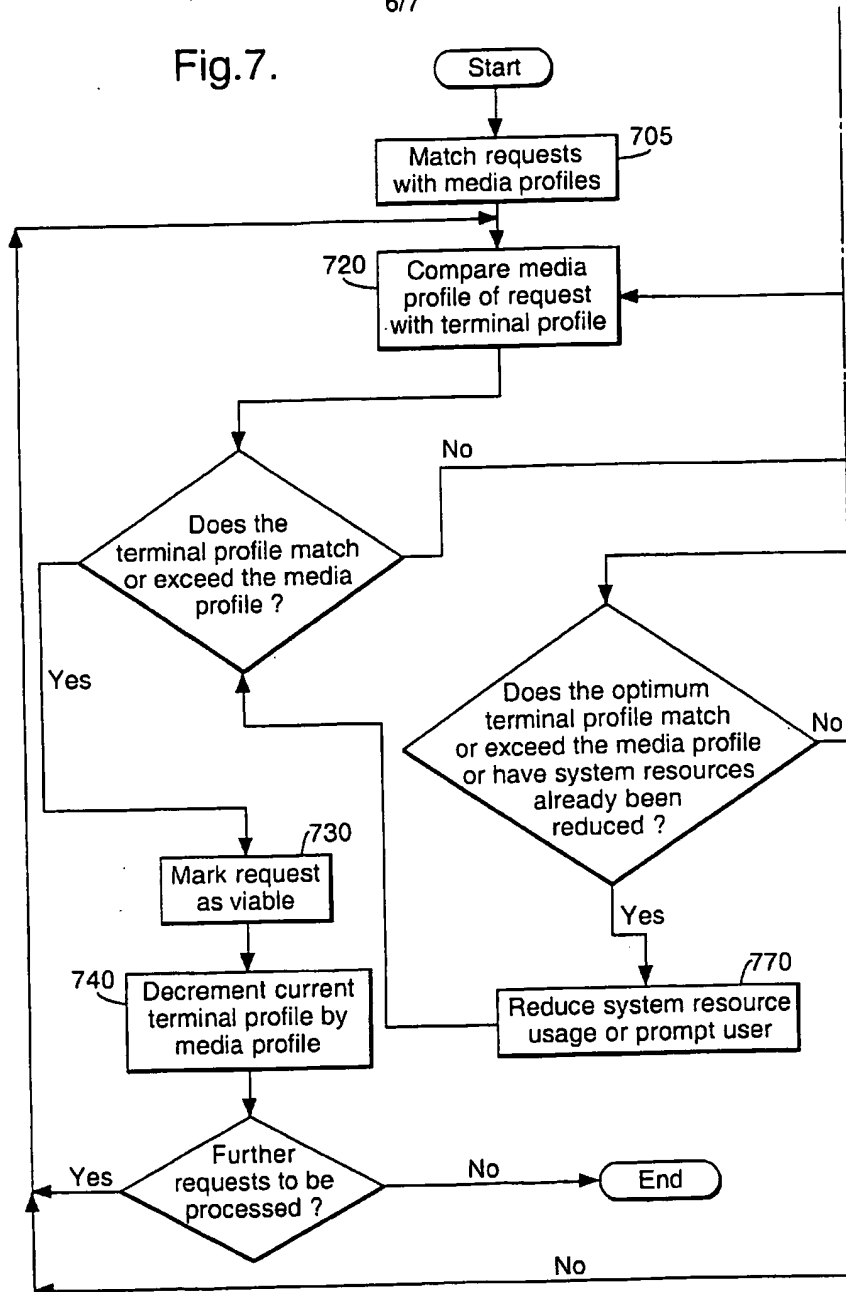 6/7
Fig.7.
Start
705
Match requests
with media profiles
720
Compare media
profile of request
with terminal profile
No
Does the
terminal profile match
or exceed the media
profile ?
Yes
Does the optimum
terminal profile match
or exceed the media profile
or have system resources
already been
reduced ?
No
730
Mark request
as viable
Yes
740
Decrement current
terminal profile by
media profile
770
Reduce system resource
usage or prompt user
Further
requests to be
processed ?
Yes
No
End
No